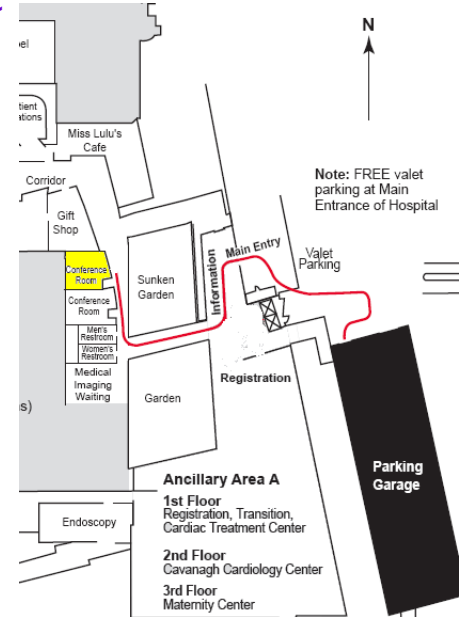 N
Miss Lulu's
Cafe
Note: FREE valet
parking at Main
Entrance of Hospital
Corridor
Gift
Shop
Main Entry
Valet
Parking
Information
Conference
Room
Sunken
Garden
Conference
Room
Men's
Restroom
Women's
Restroom
Medical
Imaging
Waiting
Registration
Garden
Parking
Garage
Ancillary Area A
1st Floor
Registration, Transition,
Cardiac Treatment Center
Endoscopy
2nd Floor
Cavanagh Cardiology Center
3rd Floor
Maternity Center